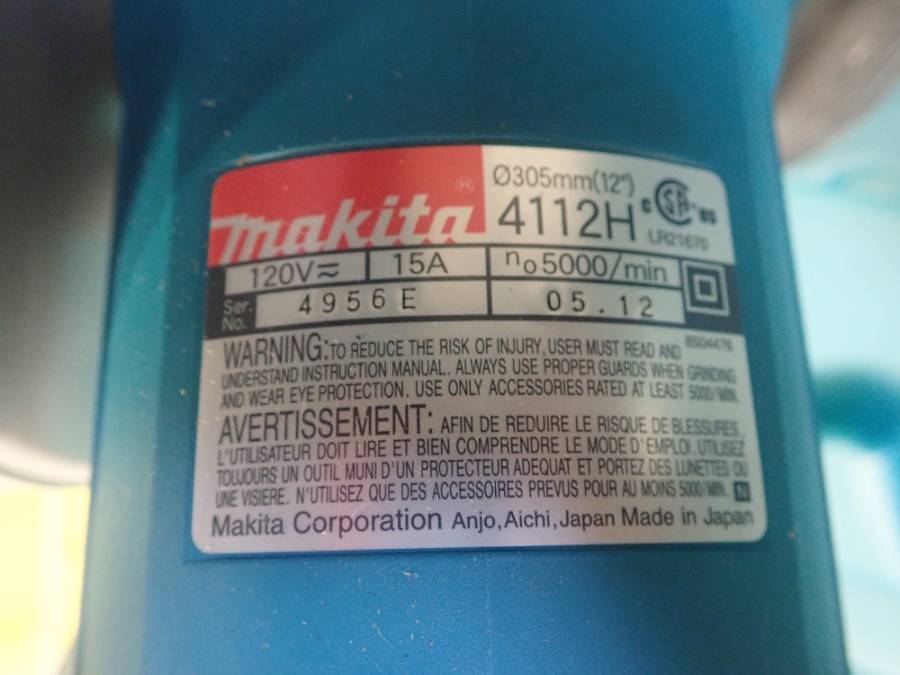 makita ®
Ø305mm(12")
4112H
C SA US
LR21670
120V 15A n₀5000/min
Ser. No. 4956E 05.12
WARNING: TO REDUCE THE RISK OF INJURY, USER MUST READ AND
UNDERSTAND INSTRUCTION MANUAL. ALWAYS USE PROPER GUARDS WHEN GRINDING
AND WEAR EYE PROTECTION. USE ONLY ACCESSORIES RATED AT LEAST 5000/MIN.
AVERTISSEMENT: AFIN DE REDUIRE LE RISQUE DE BLESSURES,
L'UTILISATEUR DOIT LIRE ET BIEN COMPRENDRE LE MODE D'EMPLOI. UTILISEZ
TOUJOURS UN OUTIL MUNI D'UN PROTECTEUR ADEQUAT ET PORTEZ DES LUNETTES OU
UNE VISIERE. N'UTILISEZ QUE DES ACCESSOIRES PREVUS POUR AU MOINS 5000/MIN.
Makita Corporation Anjo, Aichi, Japan Made in Japan